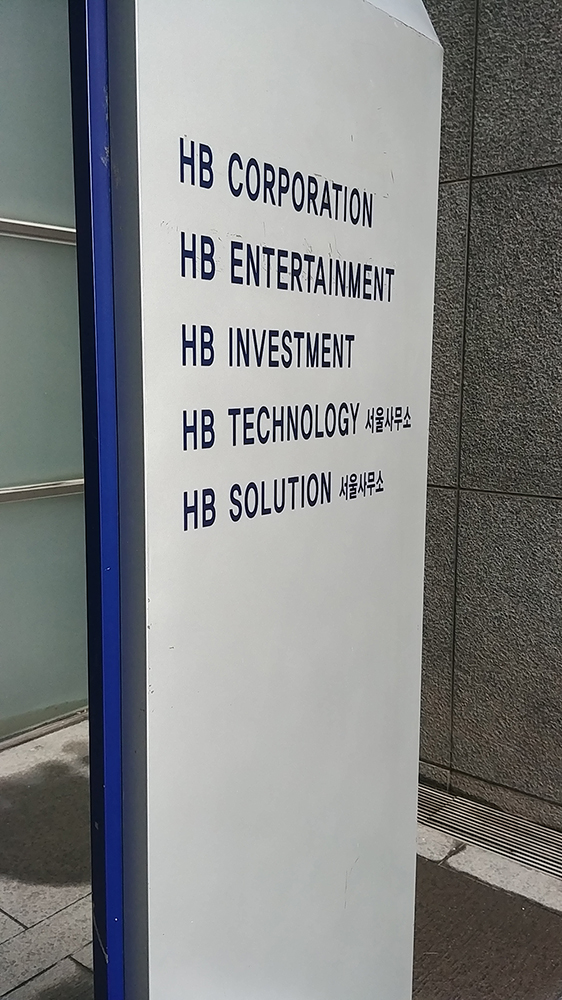 HB CORPORATION
HB ENTERTAINMENT
HB INVESTMENT
HB TECHNOLOGY 서울사무소
HB SOLUTION 서울사무소